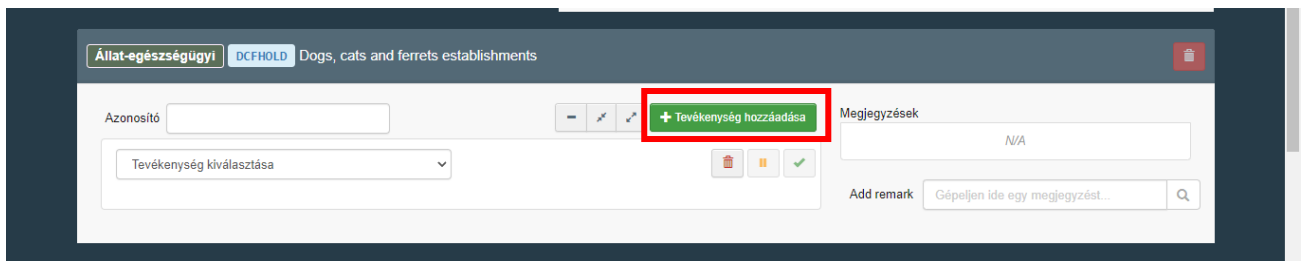 Állat-egészségügyi DCFHOLD Dogs, cats and ferrets establishments
Azonosító
+ Tevékenység hozzáadása
Megjegyzések
N/A
Tevékenység kiválasztása
Add remark Gépeljen ide egy megjegyzést...